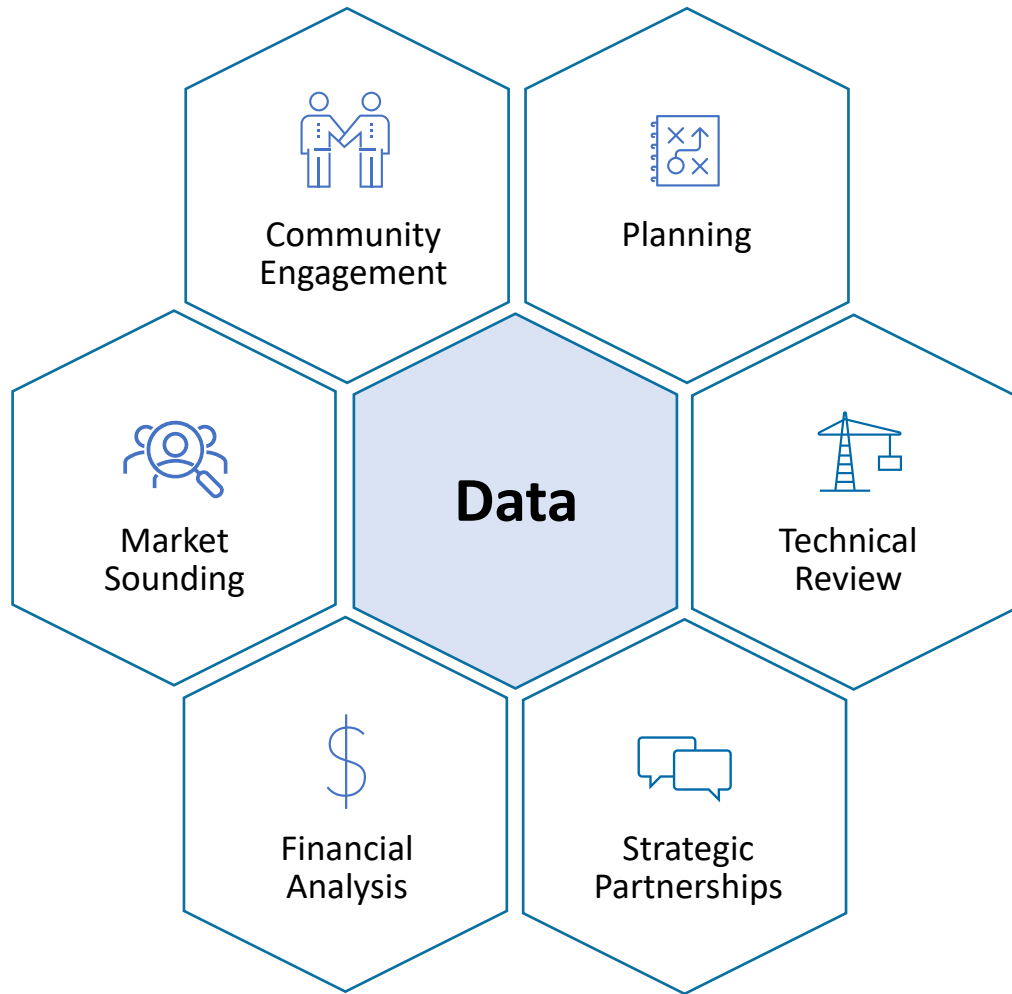 Community
Engagement
Planning
Market
Sounding
Data
Technical
Review
Financial
Analysis
Strategic
Partnerships